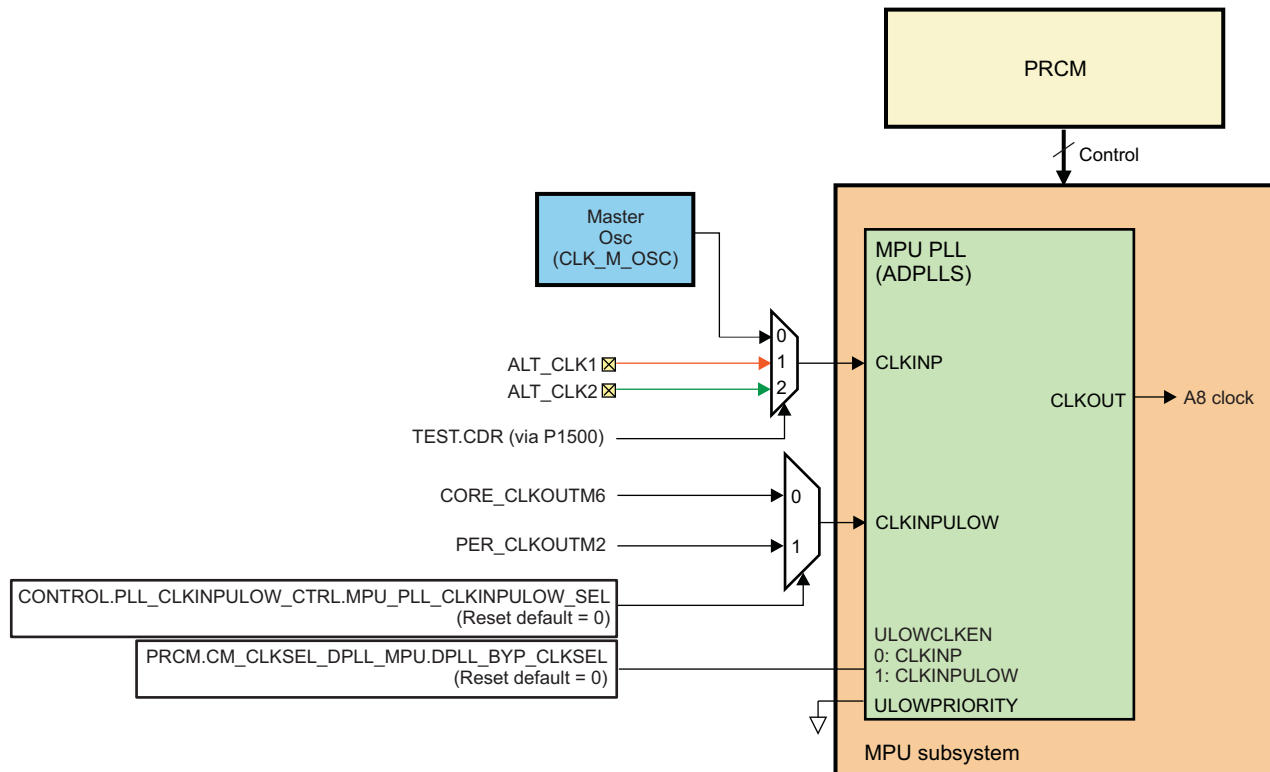 PRCM
Control
Master
Osc
(CLK_M_OSC)
MPU PLL
(ADPLLS)
0
ALT_CLK1
1
CLKINP
ALT_CLK2
2
CLKOUT
A8 clock
TEST.CDR (via P1500)
CORE_CLKOUTM6
0
CLKINPULOW
PER_CLKOUTM2
1
CONTROL.PLL_CLKINPULOW_CTRL.MPU_PLL_CLKINPULOW_SEL
(Reset default = 0)
PRCM.CM_CLKSEL_DPLL_MPU.DPLL_BYP_CLKSEL
(Reset default = 0)
ULOWCLKEN
0: CLKINP
1: CLKINPULOW
ULOWPRIORITY
MPU subsystem